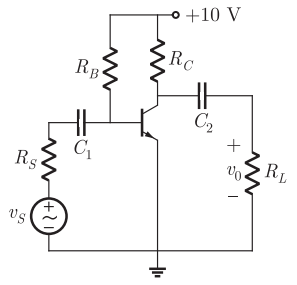 +10 V
R_B
R_C
C_1
C_2
R_S
+
v_0
−
R_L
v_S
+
~
−